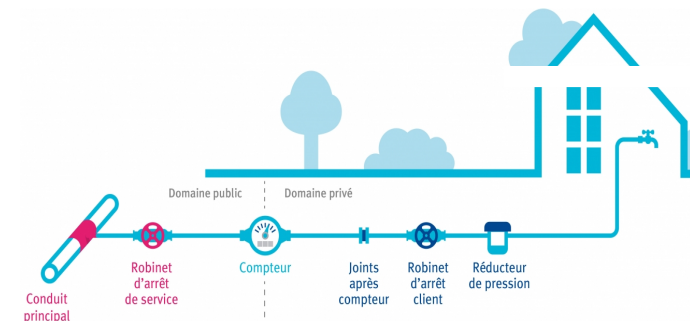 Domaine public
Domaine privé
Conduit
principal
Robinet
d'arrêt
de service
Compteur
Joints
après
compteur
Robinet
d'arrêt
client
Réducteur
de pression